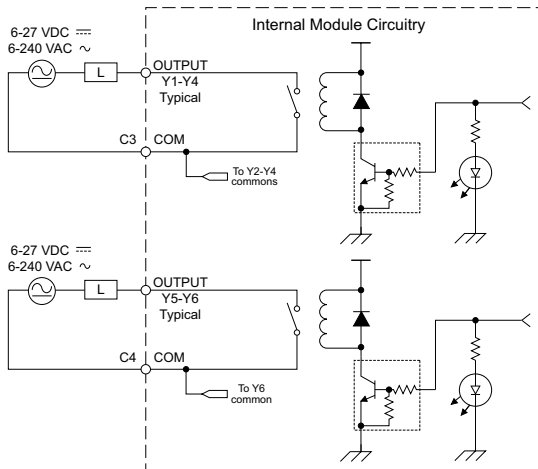 Internal Module Circuitry
6-27 VDC ⎓
6-240 VAC ∿
L
OUTPUT
Y1-Y4
Typical
C3 COM
To Y2-Y4
commons
6-27 VDC ⎓
6-240 VAC ∿
L
OUTPUT
Y5-Y6
Typical
C4 COM
To Y6
common